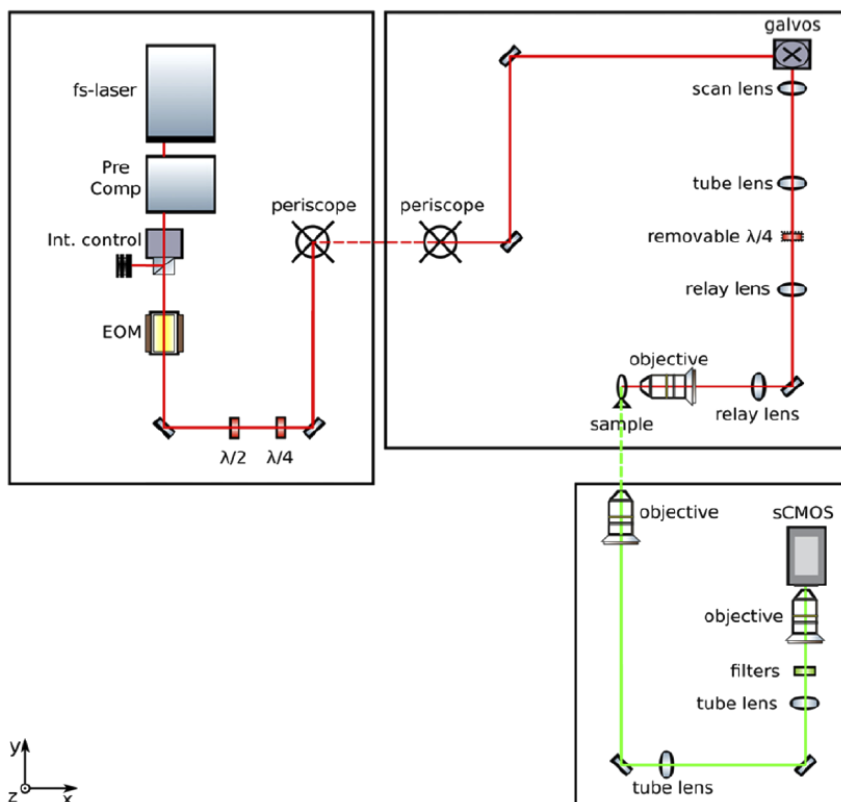 fs-laser
Pre
Comp
Int. control
EOM
λ/2
λ/4
periscope
periscope
galvos
scan lens
tube lens
removable λ/4
relay lens
objective
relay lens
sample
objective
sCMOS
objective
filters
tube lens
tube lens
y
z
x